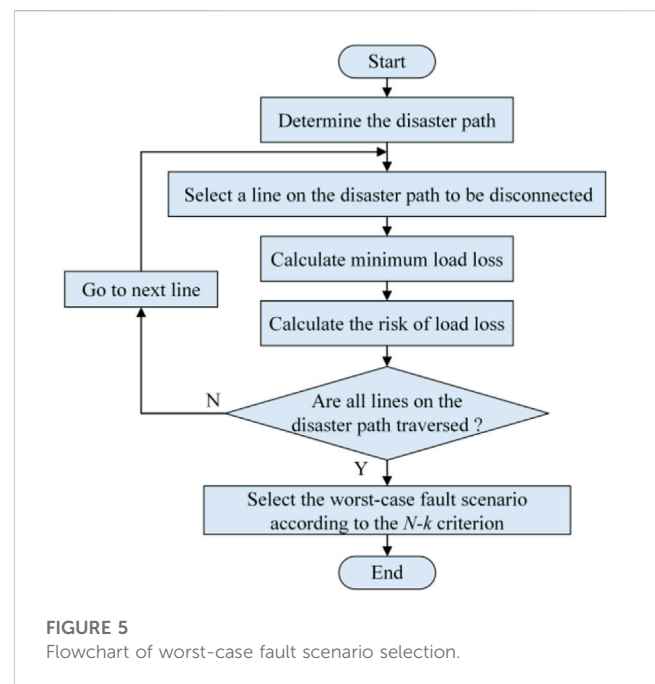 Start
Determine the disaster path
Select a line on the disaster path to be disconnected
Calculate minimum load loss
Go to next line
Calculate the risk of load loss
N
Are all lines on the
disaster path traversed ?
Y
Select the worst-case fault scenario
according to the N-k criterion
End
FIGURE 5
Flowchart of worst-case fault scenario selection.